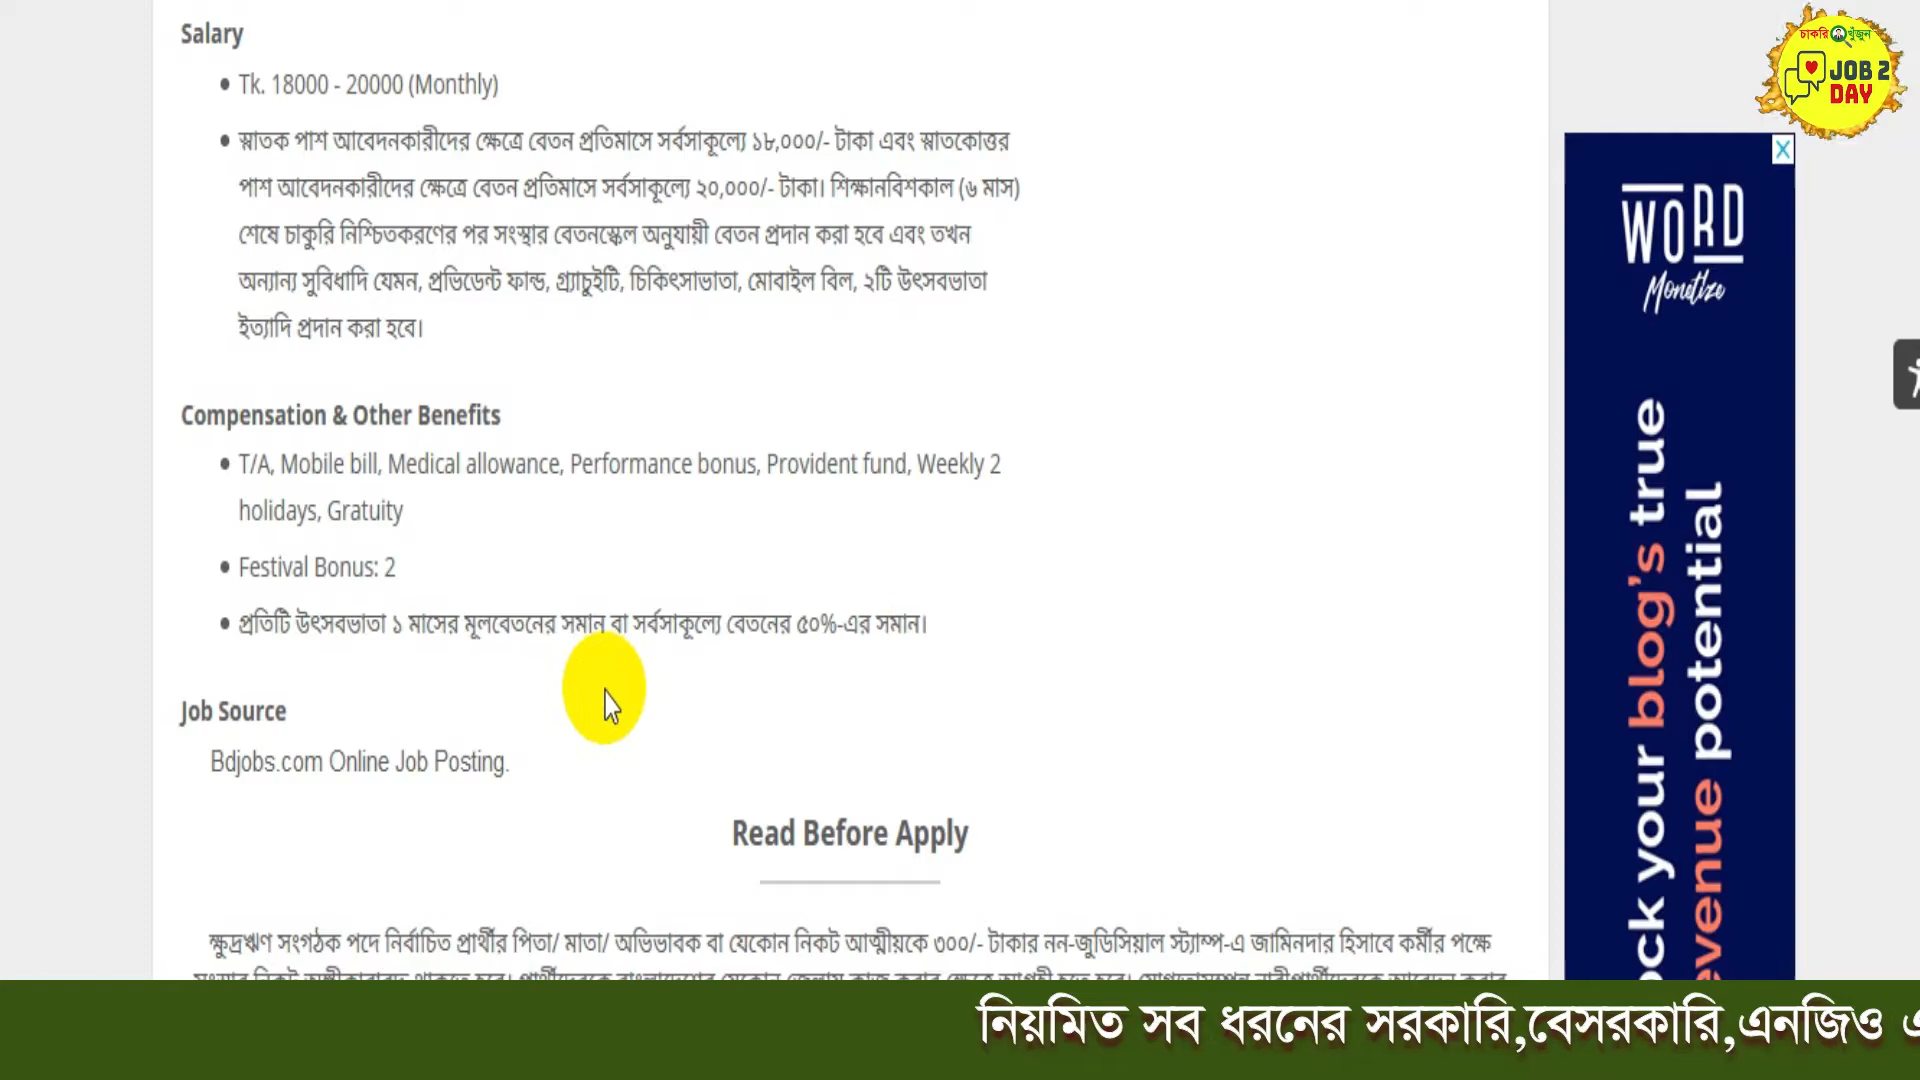 Salary
Tk. 18000 - 20000 (Monthly)
স্নাতক পাশ আবেদনকারীদের ক্ষেত্রে বেতন প্রতিমাসে সর্বসাকূল্যে ১৮,০০০/- টাকা এবং স্নাতকোত্তর
পাশ আবেদনকারীদের ক্ষেত্রে বেতন প্রতিমাসে সর্বসাকূল্যে ২০,০০০/- টাকা। শিক্ষানবিশকাল (৬ মাস)
শেষে চাকুরি নিশ্চিতকরণের পর সংস্থার বেতনস্কেল অনুযায়ী বেতন প্রদান করা হবে এবং তখন
অন্যান্য সুবিধাদি যেমন, প্রভিডেন্ট ফান্ড, গ্র্যাচুইটি, চিকিৎসাভাতা, মোবাইল বিল, ২টি উৎসবভাতা
ইত্যাদি প্রদান করা হবে।
Compensation & Other Benefits
T/A, Mobile bill, Medical allowance, Performance bonus, Provident fund, Weekly 2
holidays, Gratuity
Festival Bonus: 2
প্রতিটি উৎসবভাতা ১ মাসের মূলবেতনের সমান বা সর্বসাকূল্যে বেতনের ৫০%-এর সমান।
Job Source
Bdjobs.com Online Job Posting.
Read Before Apply
ক্ষুদ্রঋণ সংগঠক পদে নির্বাচিত প্রার্থীর পিতা/ মাতা/ অভিভাবক বা যেকোন নিকট আত্মীয়কে ৩০০/- টাকার নন-জুডিসিয়াল স্ট্যাম্প-এ জামিনদার হিসাবে কর্মীর পক্ষে
নিয়মিত সব ধরনের সরকারি,বেসরকারি,এনজিও
চাকরি খুঁজুন
JOB 2
DAY
WORD
Monetize
your blog's true
potential